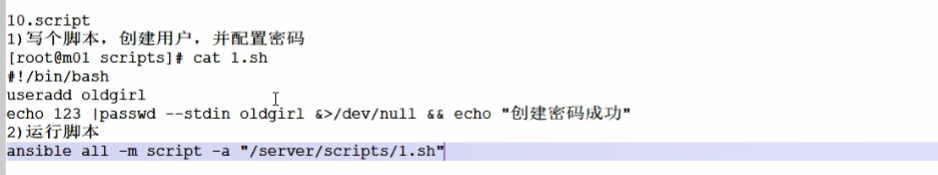 10.script
1)写个脚本，创建用户，并配置密码
[root@m01 scripts]# cat 1.sh
#!/bin/bash
useradd oldgirl
echo 123 |passwd --stdin oldgirl &>/dev/null && echo "创建密码成功"
2)运行脚本
ansible all -m script -a "/server/scripts/1.sh"